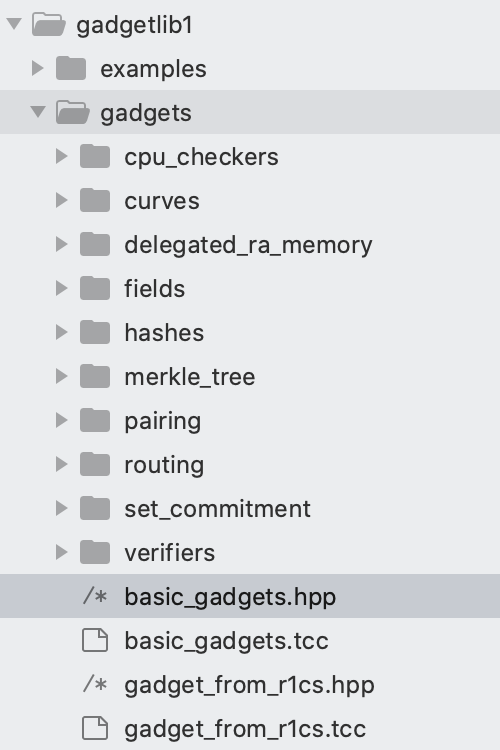 gadgetlib1
examples
gadgets
cpu_checkers
curves
delegated_ra_memory
fields
hashes
merkle_tree
pairing
routing
set_commitment
verifiers
/* basic_gadgets.hpp
basic_gadgets.tcc
/* gadget_from_r1cs.hpp
gadget_from_r1cs.tcc